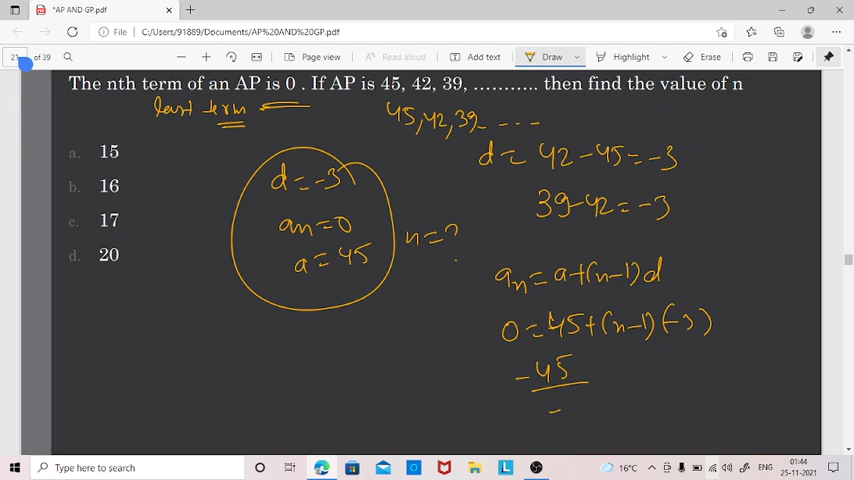 *AP AND GP.pdf
File | C:/Users/91889/Documents/AP%20AND%20GP.pdf
21 of 39
Page view
Read aloud
Add text
Draw
Highlight
Erase
The nth term of an AP is 0 . If AP is 45, 42, 39, ……….. then find the value of n
last term
45,42,39- - - -
d = 42 - 45 = -3
39-42 = -3
a. 15
b. 16
c. 17
d. 20
d = -3
an = 0
a = 45
n = ?
an = a+(n-1)d
0 = 45+(n-1)(-3)
-45
-
Type here to search
16°C
ENG
01:44
25-11-2021